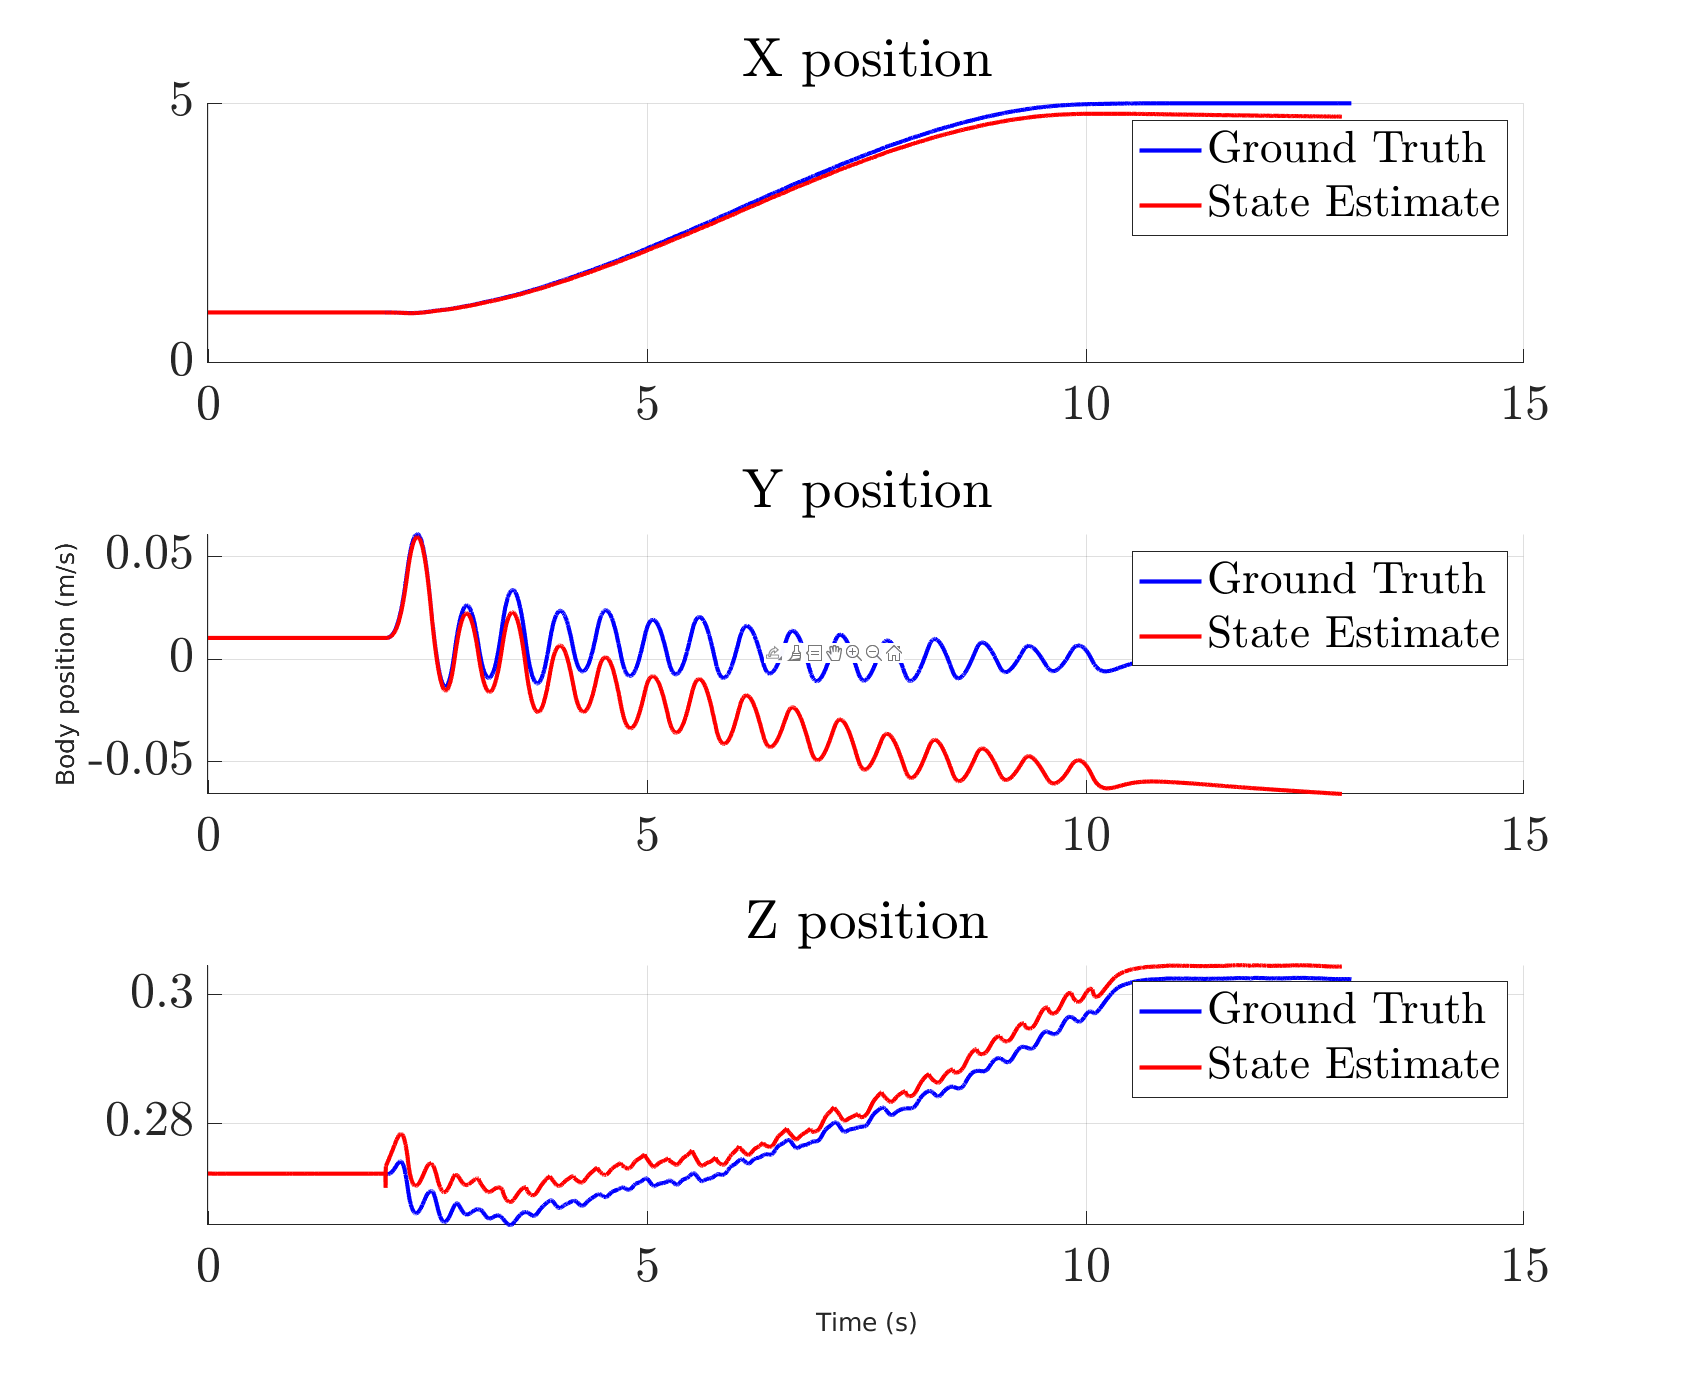 X position
5
0
0 5 10 15
Ground Truth
State Estimate
Y position
Body position (m/s)
0.05
0
-0.05
0 5 10 15
Ground Truth
State Estimate
Z position
0.3
0.28
0 5 10 15
Ground Truth
State Estimate
Time (s)